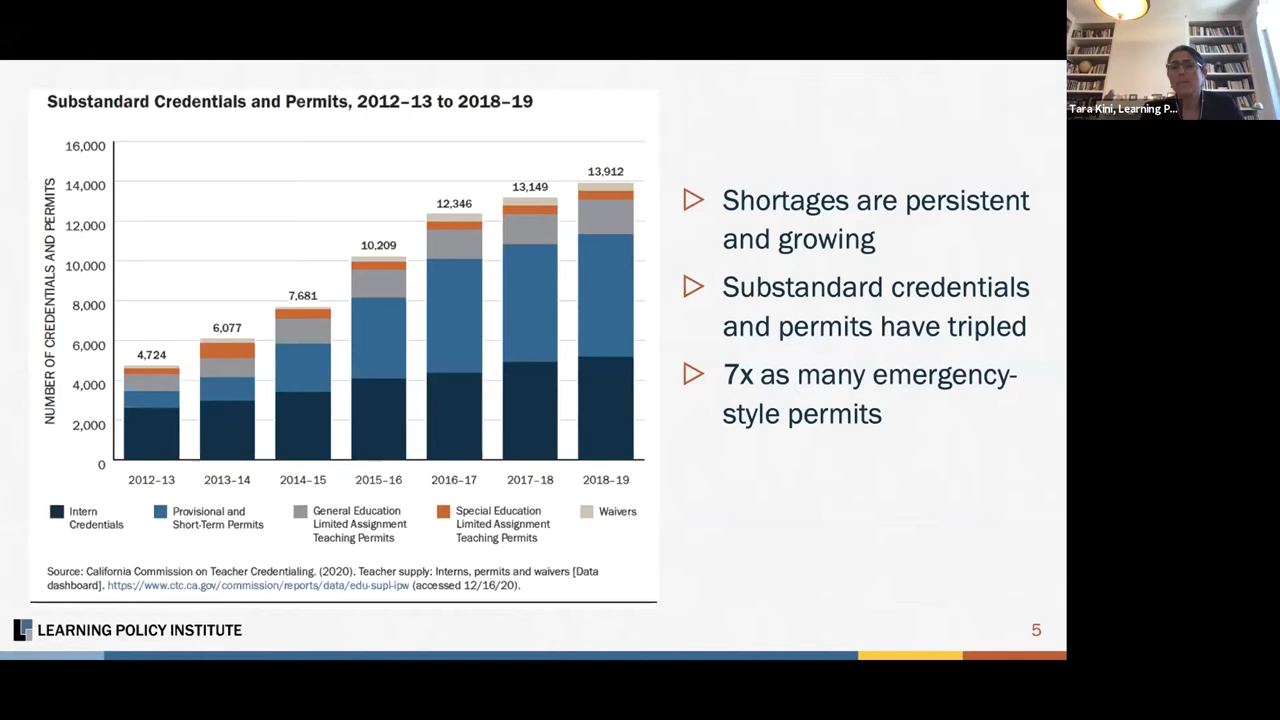 Substandard Credentials and Permits, 2012–13 to 2018–19
NUMBER OF CREDENTIALS AND PERMITS
16,000
14,000
12,000
10,000
8,000
6,000
4,000
2,000
0
4,724
6,077
7,681
10,209
12,346
13,149
13,912
2012–13
2013–14
2014–15
2015–16
2016–17
2017–18
2018–19
Intern
Credentials
Provisional and
Short-Term Permits
General Education
Limited Assignment
Teaching Permits
Special Education
Limited Assignment
Teaching Permits
Waivers
Source: California Commission on Teacher Credentialing. (2020). Teacher supply: Interns, permits and waivers [Data
dashboard]. https://www.ctc.ca.gov/commission/reports/data/edu-supl-ipw (accessed 12/16/20).
Shortages are persistent
and growing
Substandard credentials
and permits have tripled
7x as many emergency-
style permits
LEARNING POLICY INSTITUTE
5
Tara Kini, Learning P...